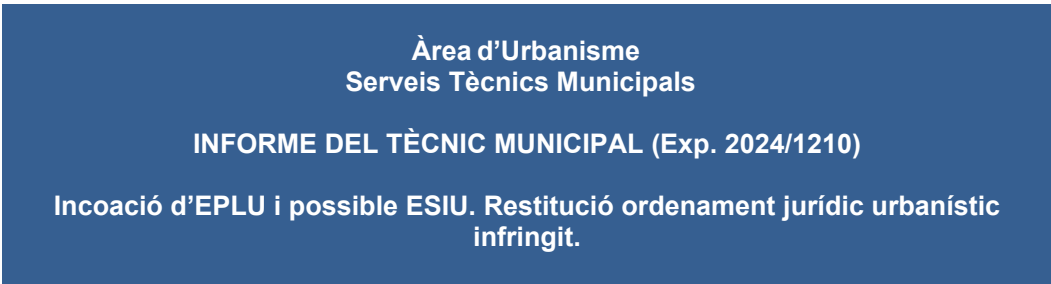 Àrea d’Urbanisme
Serveis Tècnics Municipals
INFORME DEL TÈCNIC MUNICIPAL (Exp. 2024/1210)
Incoació d’EPLU i possible ESIU. Restitució ordenament jurídic urbanístic
infringit.